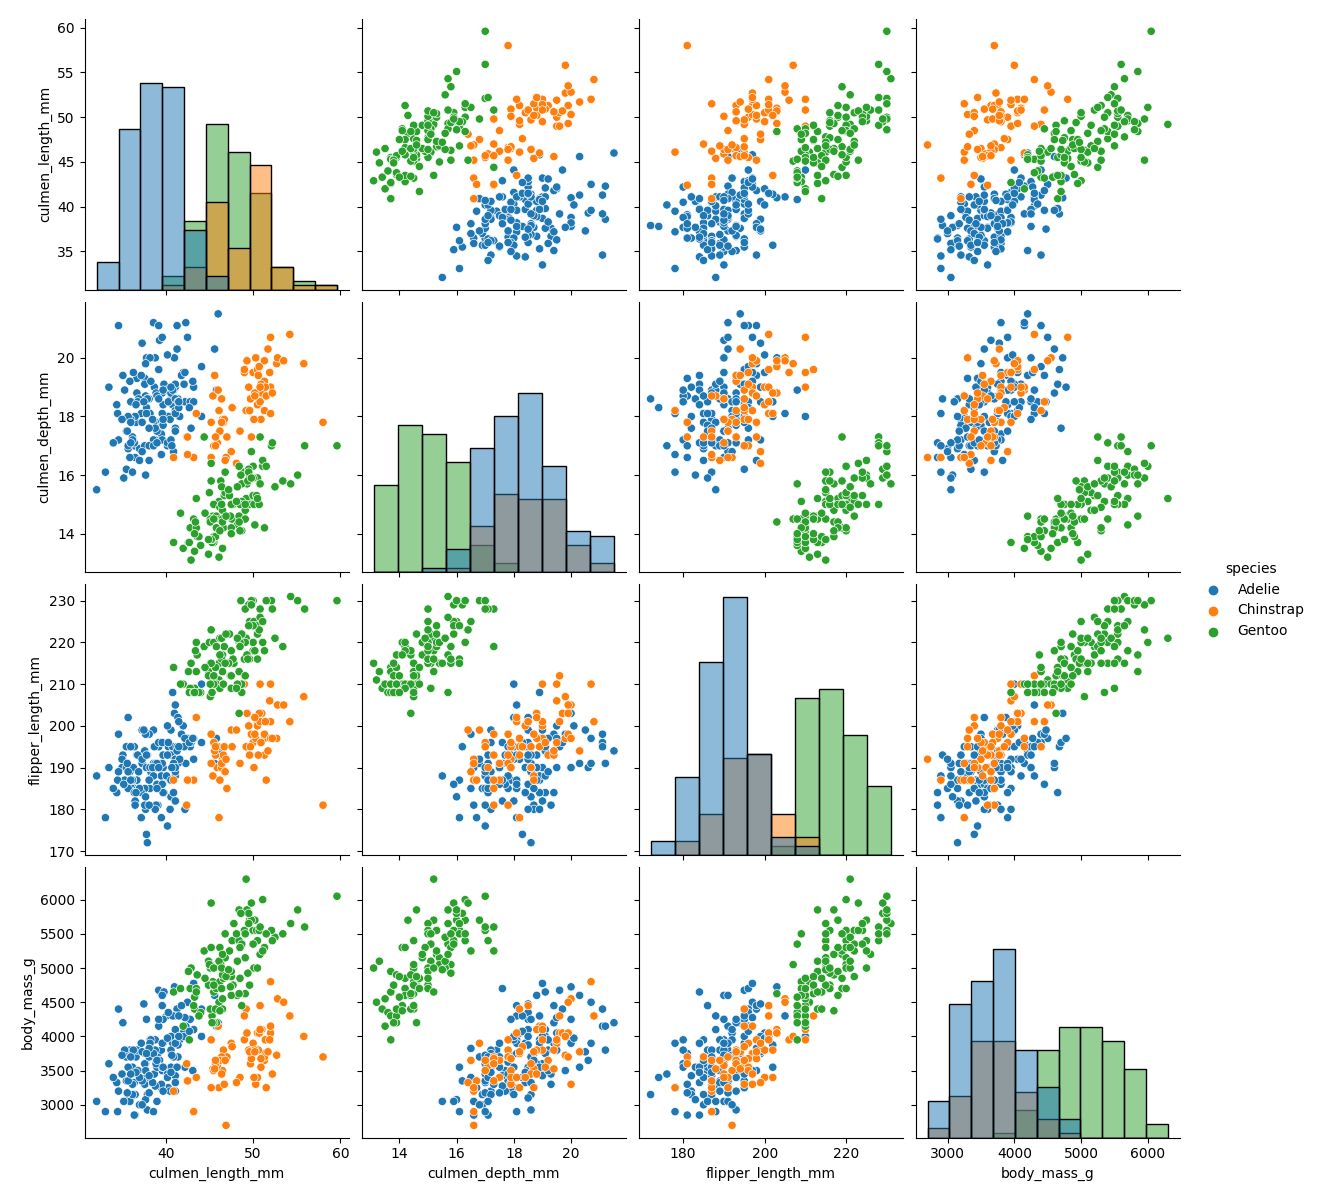 60
55
50
45
40
35
culmen_length_mm
20
18
16
14
culmen_depth_mm
species
Adelie
Chinstrap
Gentoo
230
220
210
200
190
180
170
flipper_length_mm
6000
5500
5000
4500
4000
3500
3000
body_mass_g
40 50 60
14 16 18 20
180 200 220
3000 4000 5000 6000
culmen_length_mm culmen_depth_mm flipper_length_mm body_mass_g